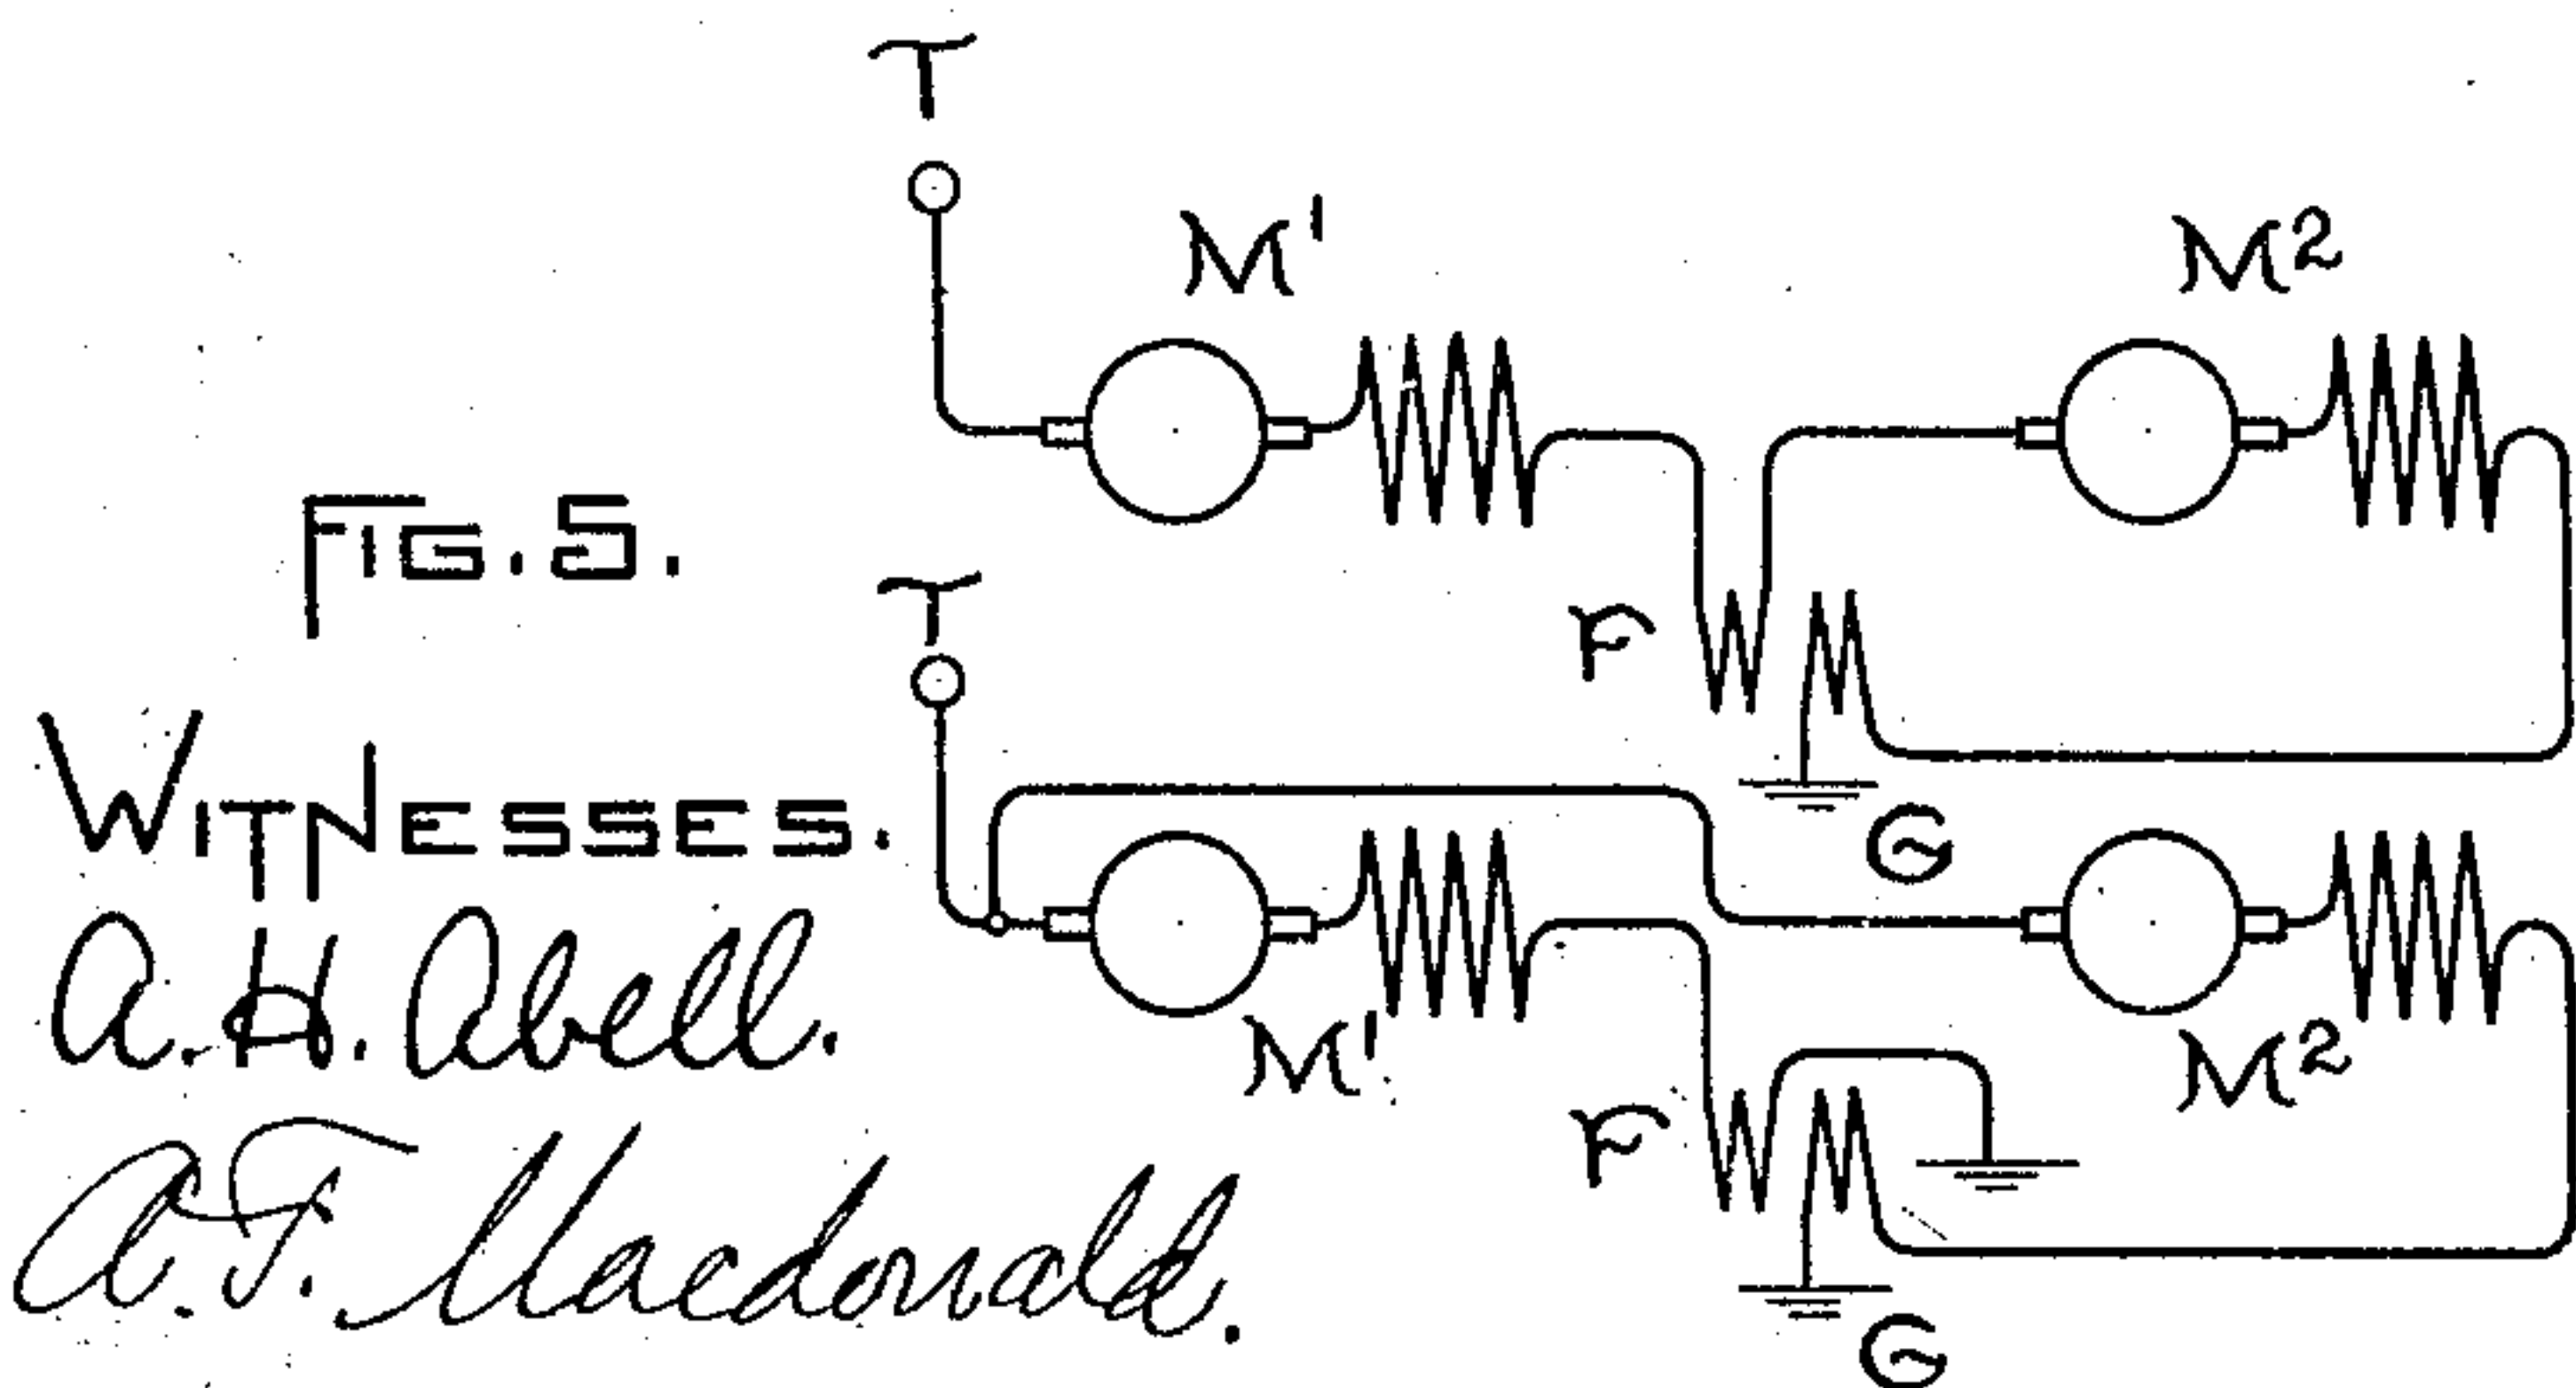 T
M¹ M²
FIG. 5.
F
G
T
M¹ M²
F
G
WITNESSES.
A. H. Abell.
A. F. Macdonald.